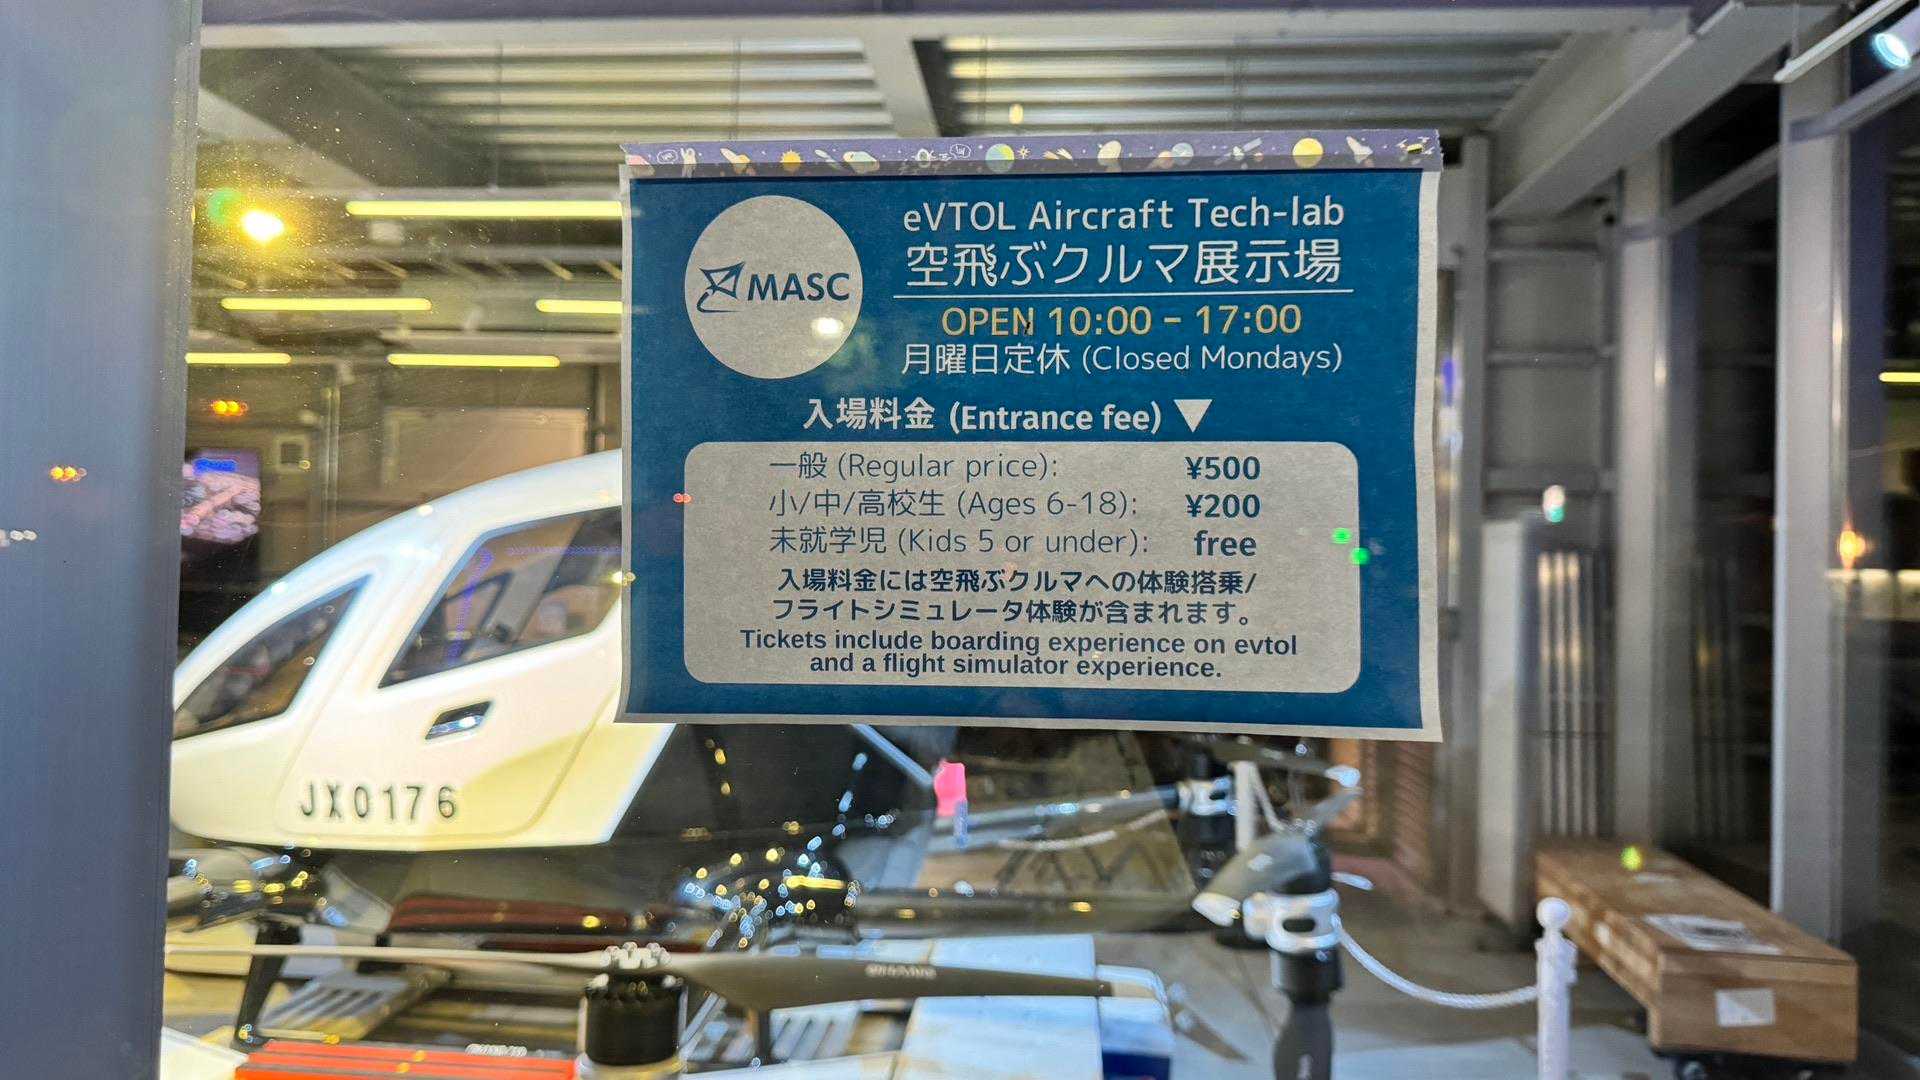 MASC
eVTOL Aircraft Tech-lab
空飛ぶクルマ展示場
OPEN 10:00 – 17:00
月曜日定休 (Closed Mondays)
入場料金 (Entrance fee) ▼
一般 (Regular price): ¥500
小/中/高校生 (Ages 6-18): ¥200
未就学児 (Kids 5 or under): free
入場料金には空飛ぶクルマへの体験搭乗/
フライトシミュレータ体験が含まれます。
Tickets include boarding experience on evtol
and a flight simulator experience.
JX0176